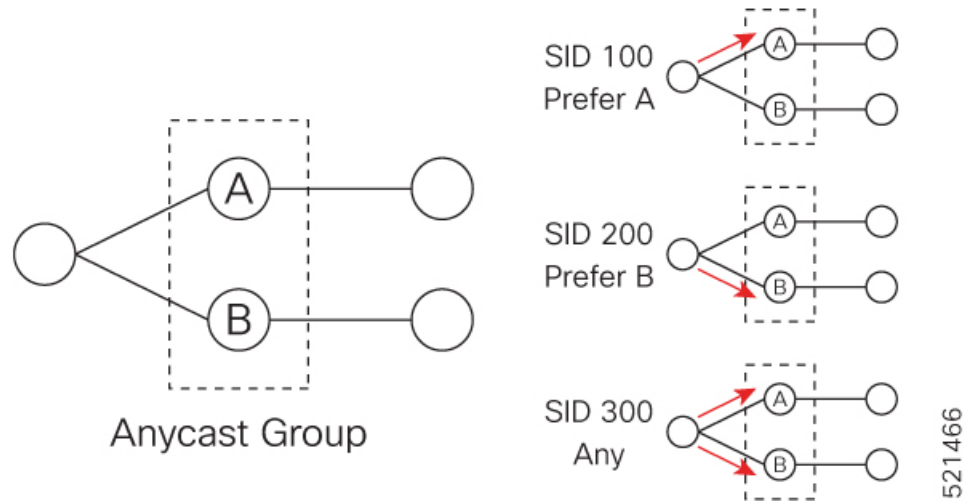 A
B
Anycast Group
SID 100
Prefer A
A
B
SID 200
Prefer B
A
B
SID 300
Any
A
B
521466